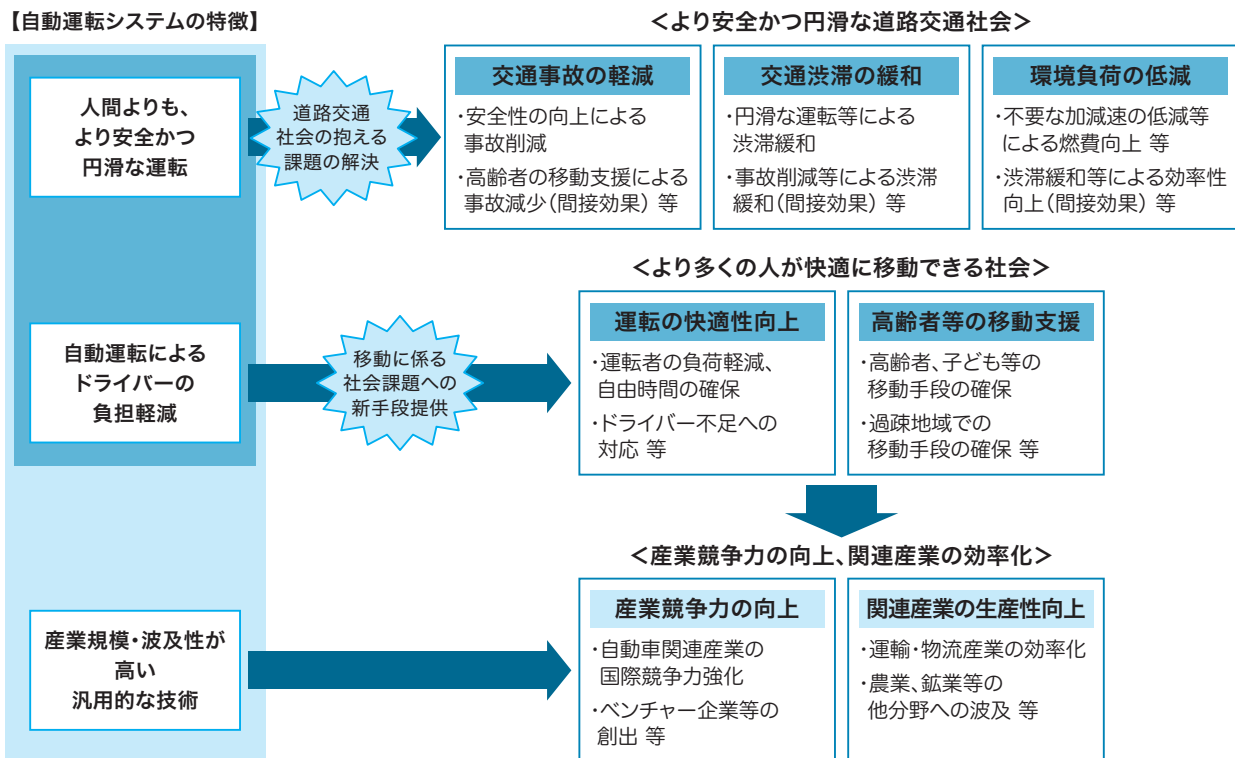 【自動運転システムの特徴】
人間よりも、
より安全かつ
円滑な運転
道路交通
社会の抱える
課題の解決
＜より安全かつ円滑な道路交通社会＞
交通事故の軽減
・安全性の向上による
事故削減
・高齢者の移動支援による
事故減少（間接効果） 等
交通渋滞の緩和
・円滑な運転等による
渋滞緩和
・事故削減等による渋滞
緩和（間接効果） 等
環境負荷の低減
・不要な加減速の低減等
による燃費向上 等
・渋滞緩和等による効率性
向上（間接効果） 等
自動運転による
ドライバーの
負担軽減
移動に係る
社会課題への
新手段提供
＜より多くの人が快適に移動できる社会＞
運転の快適性向上
・運転者の負荷軽減、
自由時間の確保
・ドライバー不足への
対応 等
高齢者等の移動支援
・高齢者、子ども等の
移動手段の確保
・過疎地域での
移動手段の確保 等
産業規模・波及性が
高い
汎用的な技術
＜産業競争力の向上、関連産業の効率化＞
産業競争力の向上
・自動車関連産業の
国際競争力強化
・ベンチャー企業等の
創出 等
関連産業の生産性向上
・運輸・物流産業の効率化
・農業、鉱業等の
他分野への波及 等